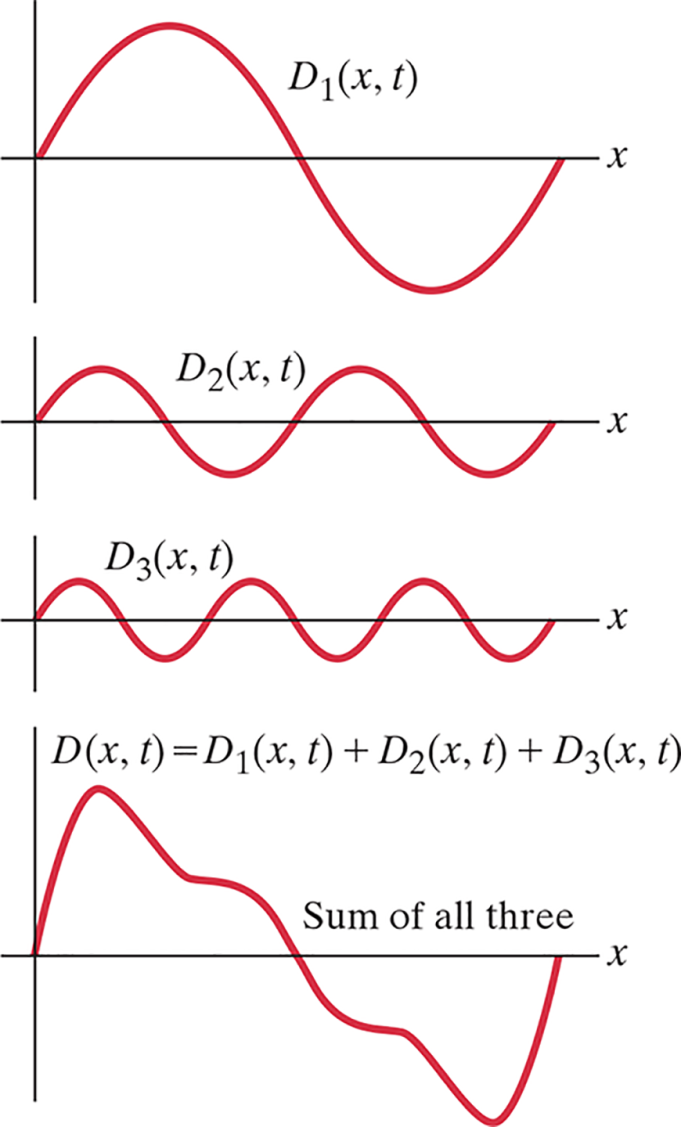 D₁(x, t)
x
D₂(x, t)
x
D₃(x, t)
x
D(x, t) = D₁(x, t) + D₂(x, t) + D₃(x, t)
Sum of all three
x